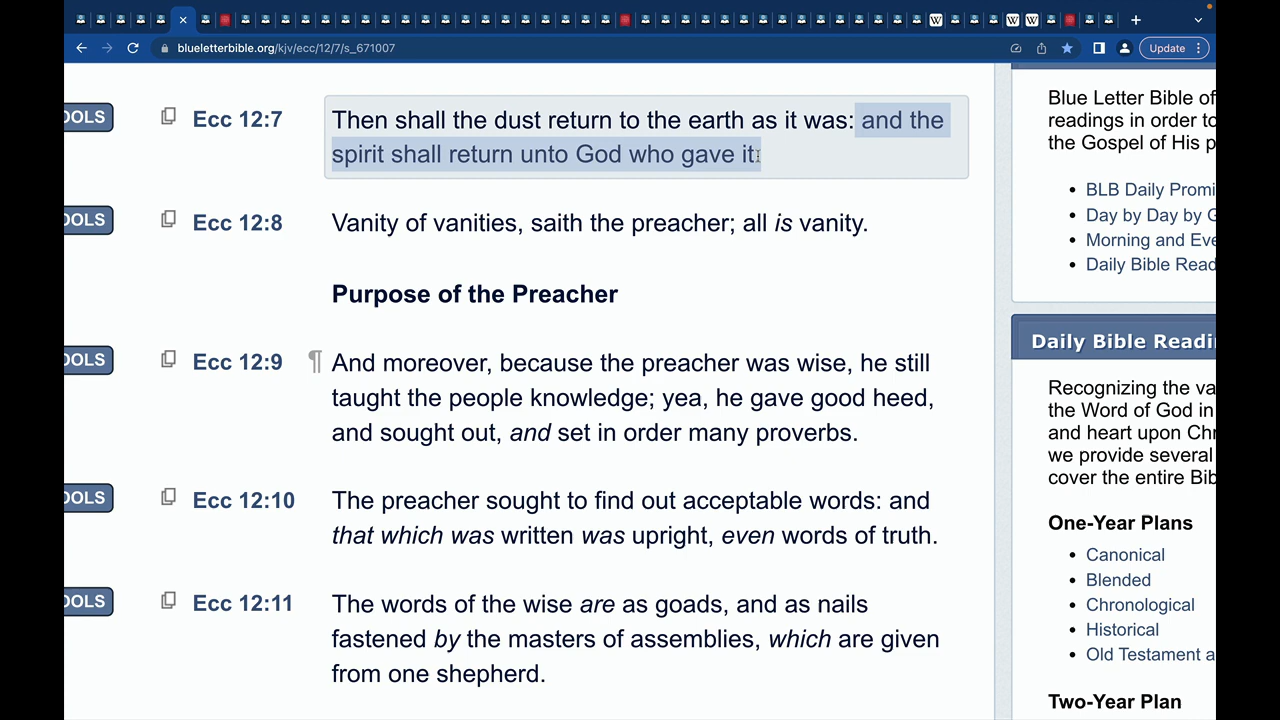 blueletterbible.org/kjv/ecc/12/7/s_671007
Update
OOLS
Ecc 12:7
Then shall the dust return to the earth as it was: and the
spirit shall return unto God who gave it.
OOLS
Ecc 12:8
Vanity of vanities, saith the preacher; all is vanity.
Purpose of the Preacher
OOLS
Ecc 12:9
¶ And moreover, because the preacher was wise, he still
taught the people knowledge; yea, he gave good heed,
and sought out, and set in order many proverbs.
OOLS
Ecc 12:10
The preacher sought to find out acceptable words: and
that which was written was upright, even words of truth.
OOLS
Ecc 12:11
The words of the wise are as goads, and as nails
fastened by the masters of assemblies, which are given
from one shepherd.
Blue Letter Bible of
readings in order to
the Gospel of His p
BLB Daily Promi
Day by Day by G
Morning and Eve
Daily Bible Read
Daily Bible Readi
Recognizing the va
the Word of God in
and heart upon Chr
we provide several
cover the entire Bib
One-Year Plans
Canonical
Blended
Chronological
Historical
Old Testament a
Two-Year Plan